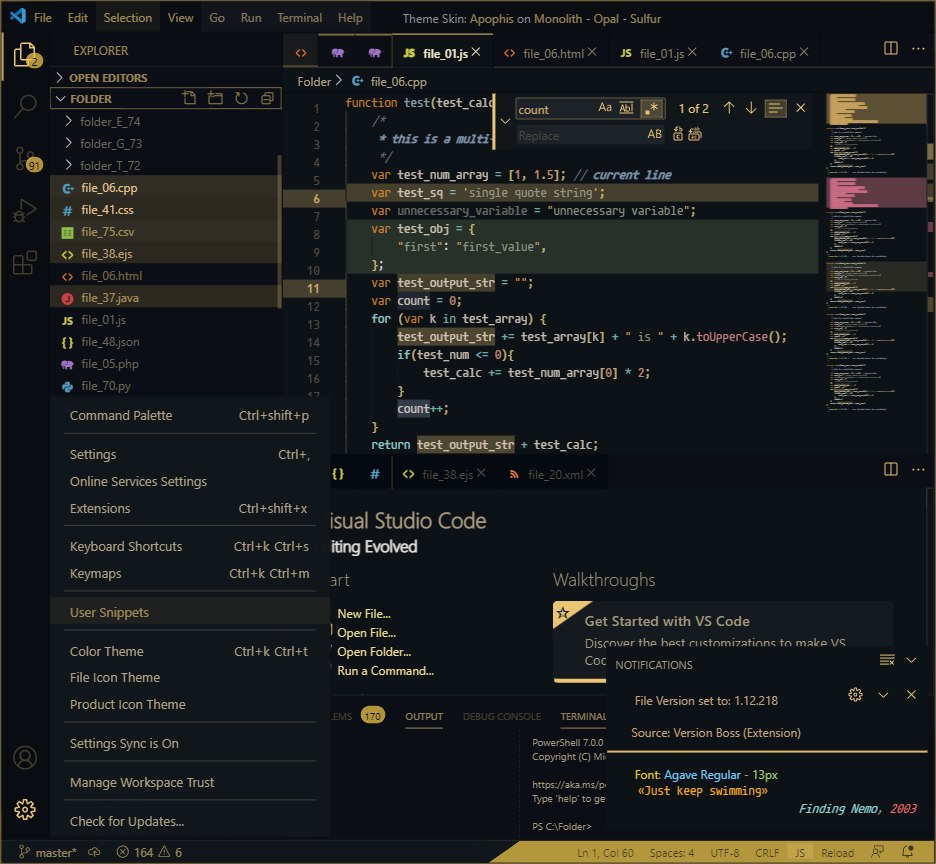 File Edit Selection View Go Run Terminal Help Theme Skin: Apophis on Monolith - Opal - Sulfur
2
EXPLORER
OPEN EDITORS
FOLDER
folder_E_74
folder_G_73
folder_T_72
file_06.cpp
file_41.css
file_75.csv
file_38.ejs
file_06.html
file_37.java
file_01.js
file_48.json
file_05.php
file_70.py
91
JS file_01.js file_06.html JS file_01.js file_06.cpp
Folder file_06.cpp
count Aa Abl .* 1 of 2
Replace AB
1 function test(test_calc
2 /*
3 * this is a multi-
4 */
5 var test_num_array = [1, 1.5]; // current line
6 var test_sq = 'single quote string';
7 var unnecessary_variable = "unnecessary variable";
8 var test_obj = {
9 "first": "first_value",
10 };
11 var test_output_str = "";
12 var count = 0;
13 for (var k in test_array) {
14 test_output_str += test_array[k] + " is " + k.toUpperCase();
15 if(test_num <= 0){
16 test_calc += test_num_array[0] * 2;
}
count++;
}
return test_output_str + test_calc;
{} # file_38.ejs file_20.xml
Command Palette Ctrl+shift+p
Settings Ctrl+,
Online Services Settings
Extensions Ctrl+shift+x
Keyboard Shortcuts Ctrl+k Ctrl+s
Keymaps Ctrl+k Ctrl+m
User Snippets
Color Theme Ctrl+k Ctrl+t
File Icon Theme
Product Icon Theme
Settings Sync is On
Manage Workspace Trust
Check for Updates...
isual Studio Code
iting Evolved
art
New File...
Open File...
Open Folder...
Run a Command...
Walkthroughs
Get Started with VS Code
Discover the best customizations to make VS
Cod
LEMS 170 OUTPUT DEBUG CONSOLE TERMINAL
PowerShell 7.0.0
Copyright (C) Mi
https://aka.ms/p
Type 'help' to ge
PS C:\Folder>
NOTIFICATIONS
File Version set to: 1.12.218
Source: Version Boss (Extension)
Font: Agave Regular - 13px
«Just keep swimming»
Finding Nemo, 2003
master* 164 6 Ln 1, Col 60 Spaces: 4 UTF-8 CRLF JS Reload